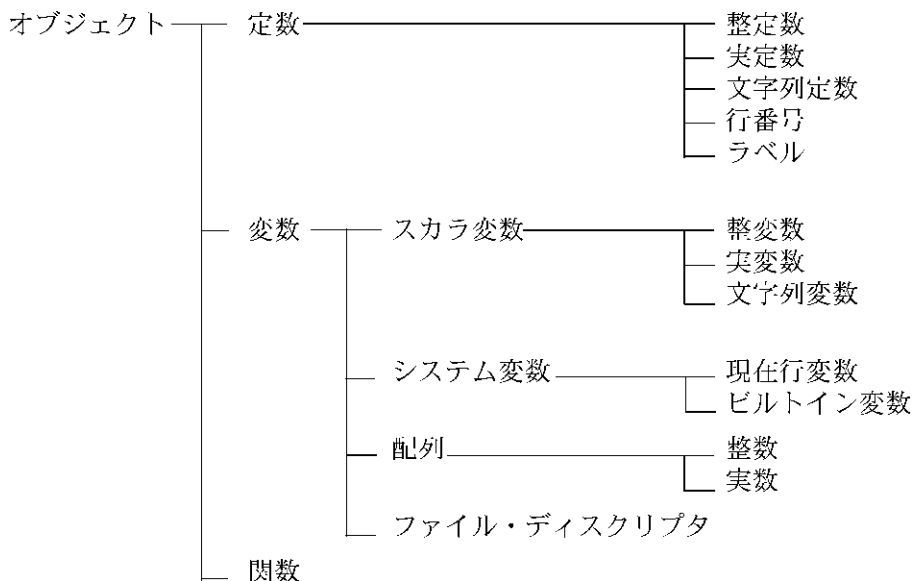 オブジェクト 定数 整定数
実定数
文字列定数
行番号
ラベル
変数 スカラ変数 整変数
実変数
文字列変数
システム変数 現在行変数
ビルトイン変数
配列 整数
実数
ファイル・ディスクリプタ
関数